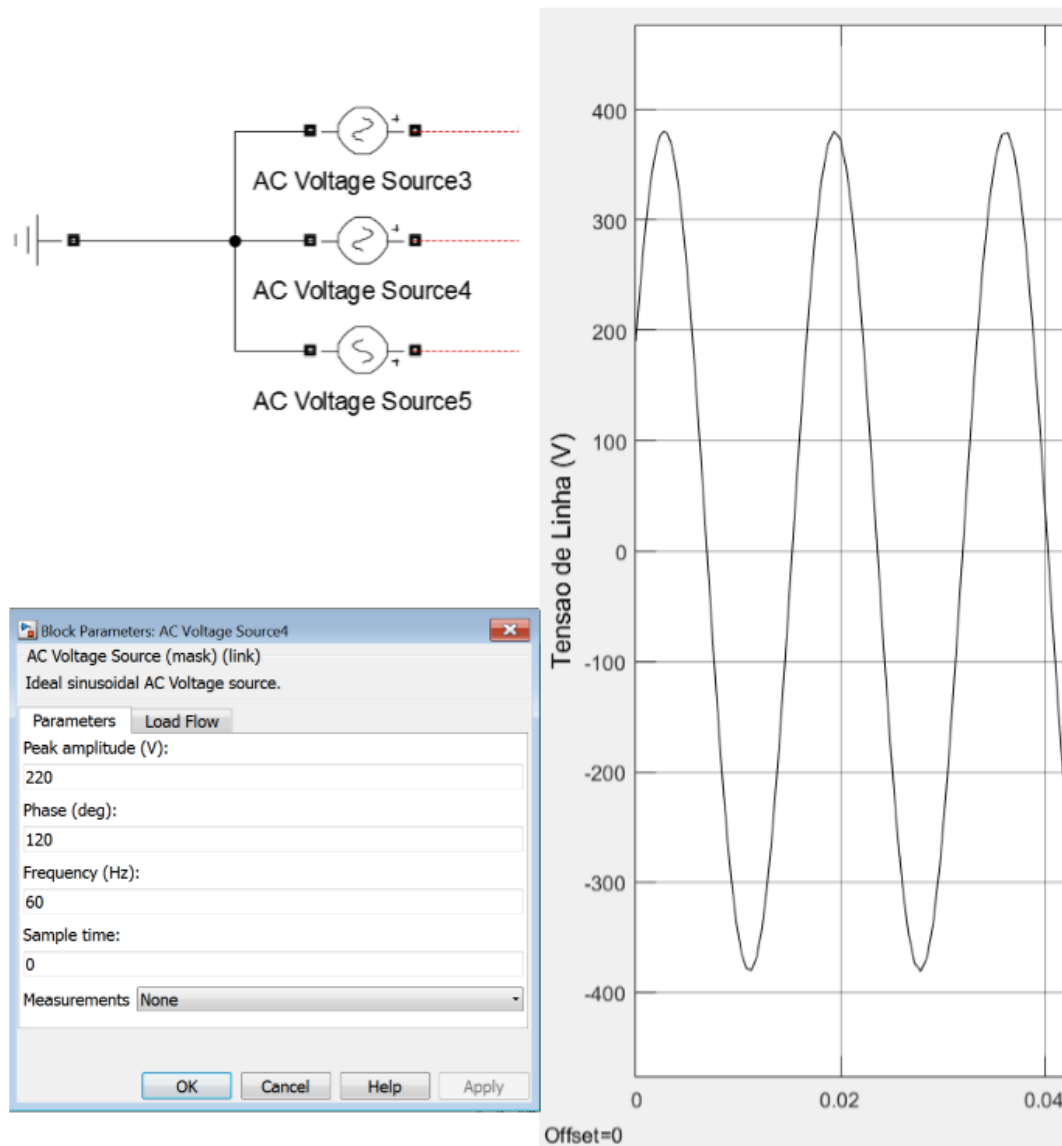 AC Voltage Source3
AC Voltage Source4
AC Voltage Source5
Block Parameters: AC Voltage Source4
AC Voltage Source (mask) (link)
Ideal sinusoidal AC Voltage source.
Parameters
Load Flow
Peak amplitude (V):
220
Phase (deg):
120
Frequency (Hz):
60
Sample time:
0
Measurements None
OK
Cancel
Help
Apply
Tensao de Linha (V)
400
300
200
100
0
-100
-200
-300
-400
0
0.02
0.04
Offset=0